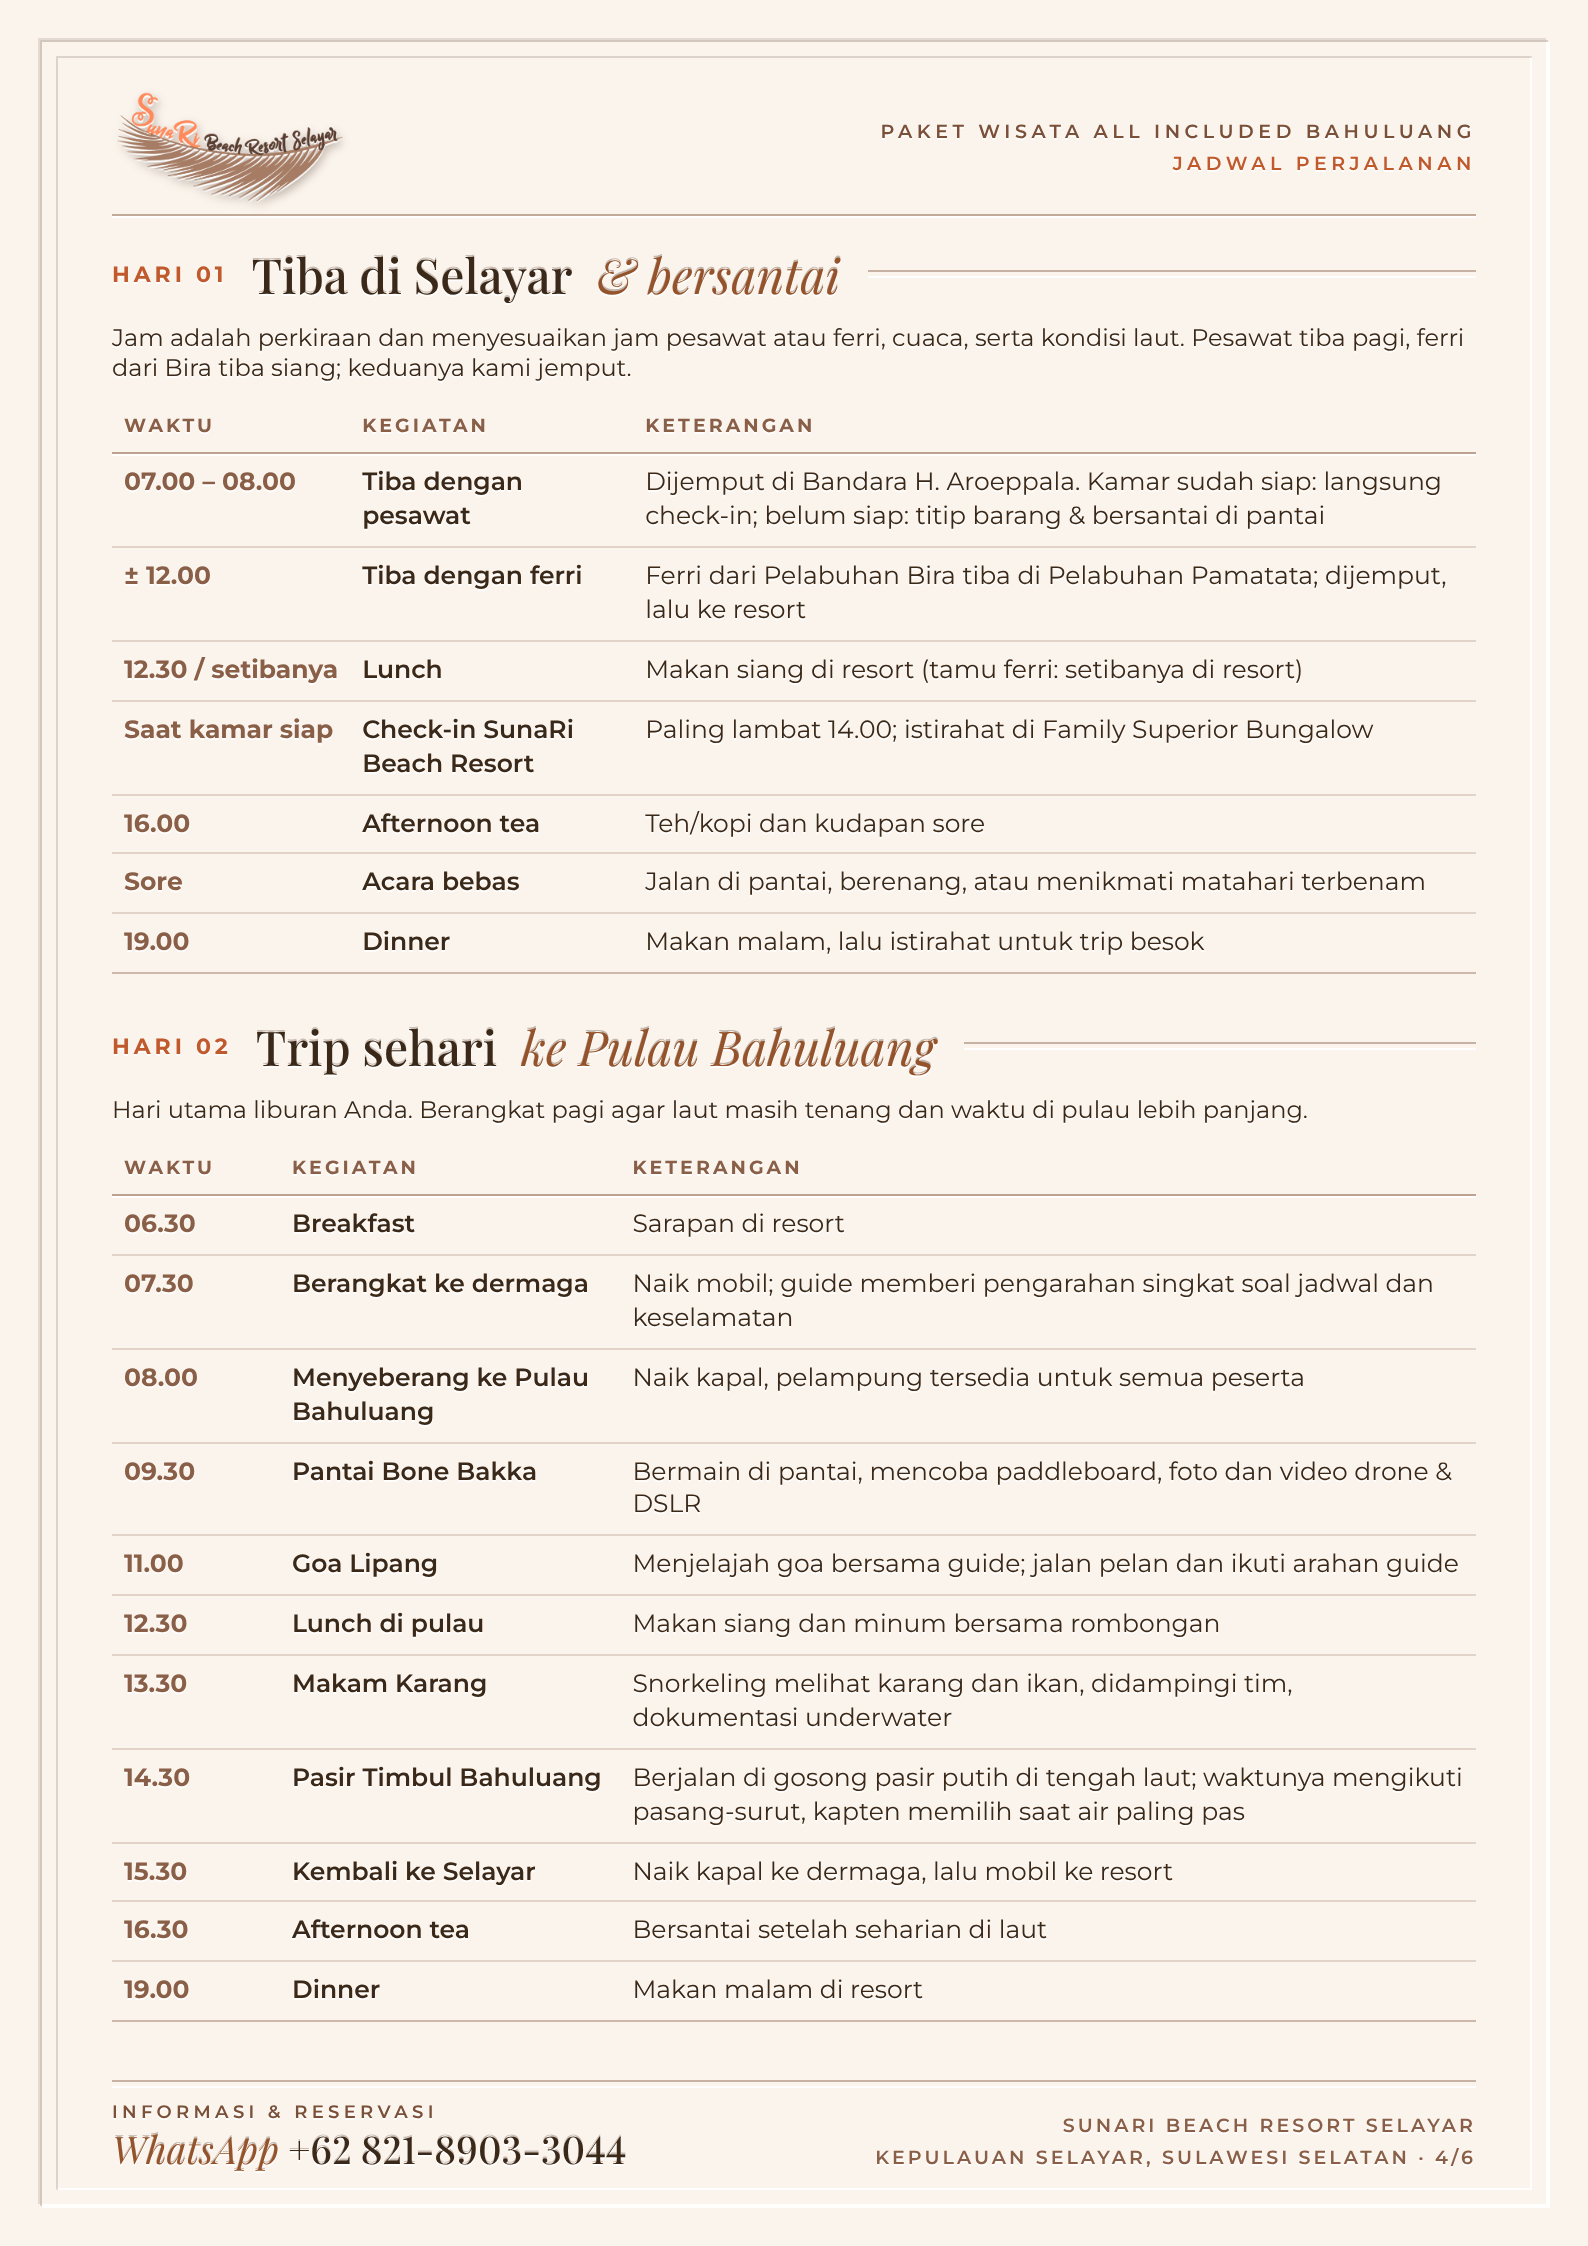 SunaRi Beach Resort Selayar
PAKET WISATA ALL INCLUDED BAHULUANG
JADWAL PERJALANAN
HARI 01 Tiba di Selayar & bersantai
Jam adalah perkiraan dan menyesuaikan jam pesawat atau ferri, cuaca, serta kondisi laut. Pesawat tiba pagi, ferri
dari Bira tiba siang; keduanya kami jemput.
WAKTU KEGIATAN KETERANGAN
07.00 – 08.00 Tiba dengan Dijemput di Bandara H. Aroeppala. Kamar sudah siap: langsung
pesawat check-in; belum siap: titip barang & bersantai di pantai
± 12.00 Tiba dengan ferri Ferri dari Pelabuhan Bira tiba di Pelabuhan Pamatata; dijemput,
lalu ke resort
12.30 / setibanya Lunch Makan siang di resort (tamu ferri: setibanya di resort)
Saat kamar siap Check-in SunaRi Paling lambat 14.00; istirahat di Family Superior Bungalow
Beach Resort
16.00 Afternoon tea Teh/kopi dan kudapan sore
Sore Acara bebas Jalan di pantai, berenang, atau menikmati matahari terbenam
19.00 Dinner Makan malam, lalu istirahat untuk trip besok
HARI 02 Trip sehari ke Pulau Bahuluang
Hari utama liburan Anda. Berangkat pagi agar laut masih tenang dan waktu di pulau lebih panjang.
WAKTU KEGIATAN KETERANGAN
06.30 Breakfast Sarapan di resort
07.30 Berangkat ke dermaga Naik mobil; guide memberi pengarahan singkat soal jadwal dan
keselamatan
08.00 Menyeberang ke Pulau Naik kapal, pelampung tersedia untuk semua peserta
Bahuluang
09.30 Pantai Bone Bakka Bermain di pantai, mencoba paddleboard, foto dan video drone &
DSLR
11.00 Goa Lipang Menjelajah goa bersama guide; jalan pelan dan ikuti arahan guide
12.30 Lunch di pulau Makan siang dan minum bersama rombongan
13.30 Makam Karang Snorkeling melihat karang dan ikan, didampingi tim,
dokumentasi underwater
14.30 Pasir Timbul Bahuluang Berjalan di gosong pasir putih di tengah laut; waktunya mengikuti
pasang-surut, kapten memilih saat air paling pas
15.30 Kembali ke Selayar Naik kapal ke dermaga, lalu mobil ke resort
16.30 Afternoon tea Bersantai setelah seharian di laut
19.00 Dinner Makan malam di resort
INFORMASI & RESERVASI
WhatsApp +62 821-8903-3044
SUNARI BEACH RESORT SELAYAR
KEPULAUAN SELAYAR, SULAWESI SELATAN · 4/6